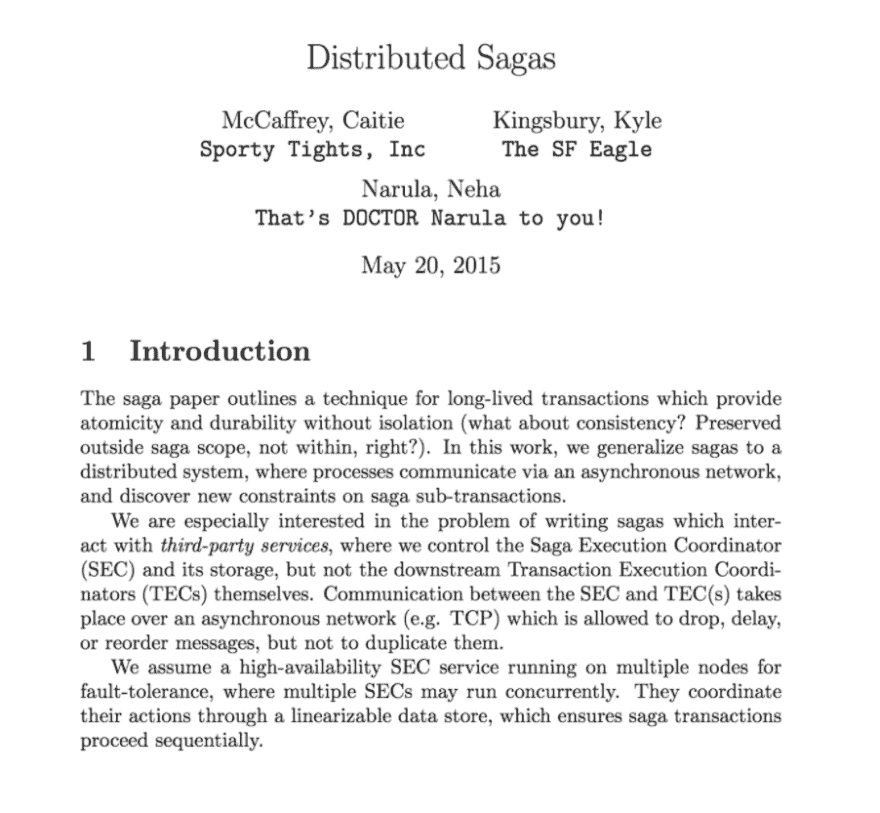 Distributed Sagas
McCaffrey, Caitie
Sporty Tights, Inc
Kingsbury, Kyle
The SF Eagle
Narula, Neha
That's DOCTOR Narula to you!
May 20, 2015
1 Introduction
The saga paper outlines a technique for long-lived transactions which provide
atomicity and durability without isolation (what about consistency? Preserved
outside saga scope, not within, right?). In this work, we generalize sagas to a
distributed system, where processes communicate via an asynchronous network,
and discover new constraints on saga sub-transactions.
We are especially interested in the problem of writing sagas which inter-
act with third-party services, where we control the Saga Execution Coordinator
(SEC) and its storage, but not the downstream Transaction Execution Coordi-
nators (TECs) themselves. Communication between the SEC and TEC(s) takes
place over an asynchronous network (e.g. TCP) which is allowed to drop, delay,
or reorder messages, but not to duplicate them.
We assume a high-availability SEC service running on multiple nodes for
fault-tolerance, where multiple SECs may run concurrently. They coordinate
their actions through a linearizable data store, which ensures saga transactions
proceed sequentially.